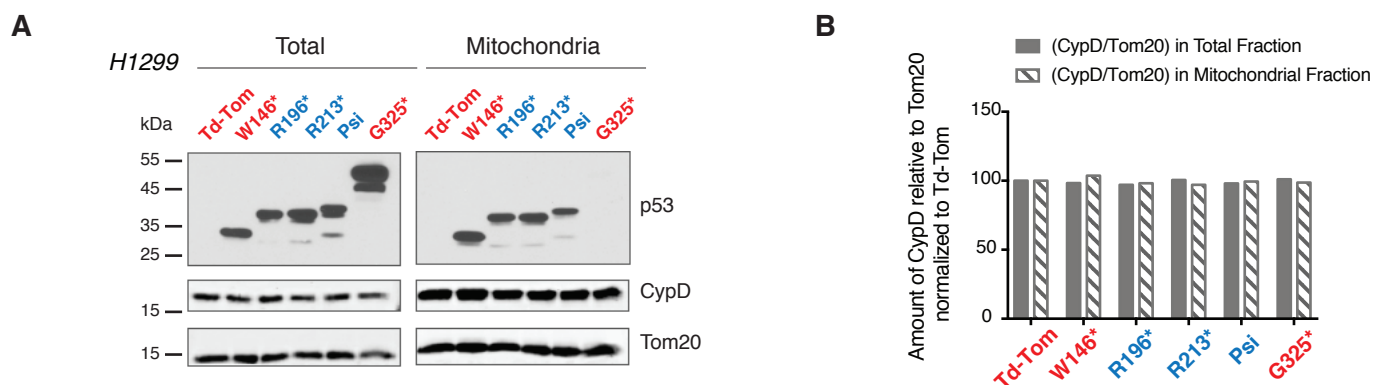 A
H1299
Total
Mitochondria
kDa
Td-Tom
W146*
R196*
R213*
Psi
G325*
Td-Tom
W146*
R196*
R213*
Psi
G325*
55
45
35
25
p53
15
CypD
15
Tom20
B
(CypD/Tom20) in Total Fraction
(CypD/Tom20) in Mitochondrial Fraction
Amount of CypD relative to Tom20
normalized to Td-Tom
150
100
50
0
Td-Tom
W146*
R196*
R213*
Psi
G325*